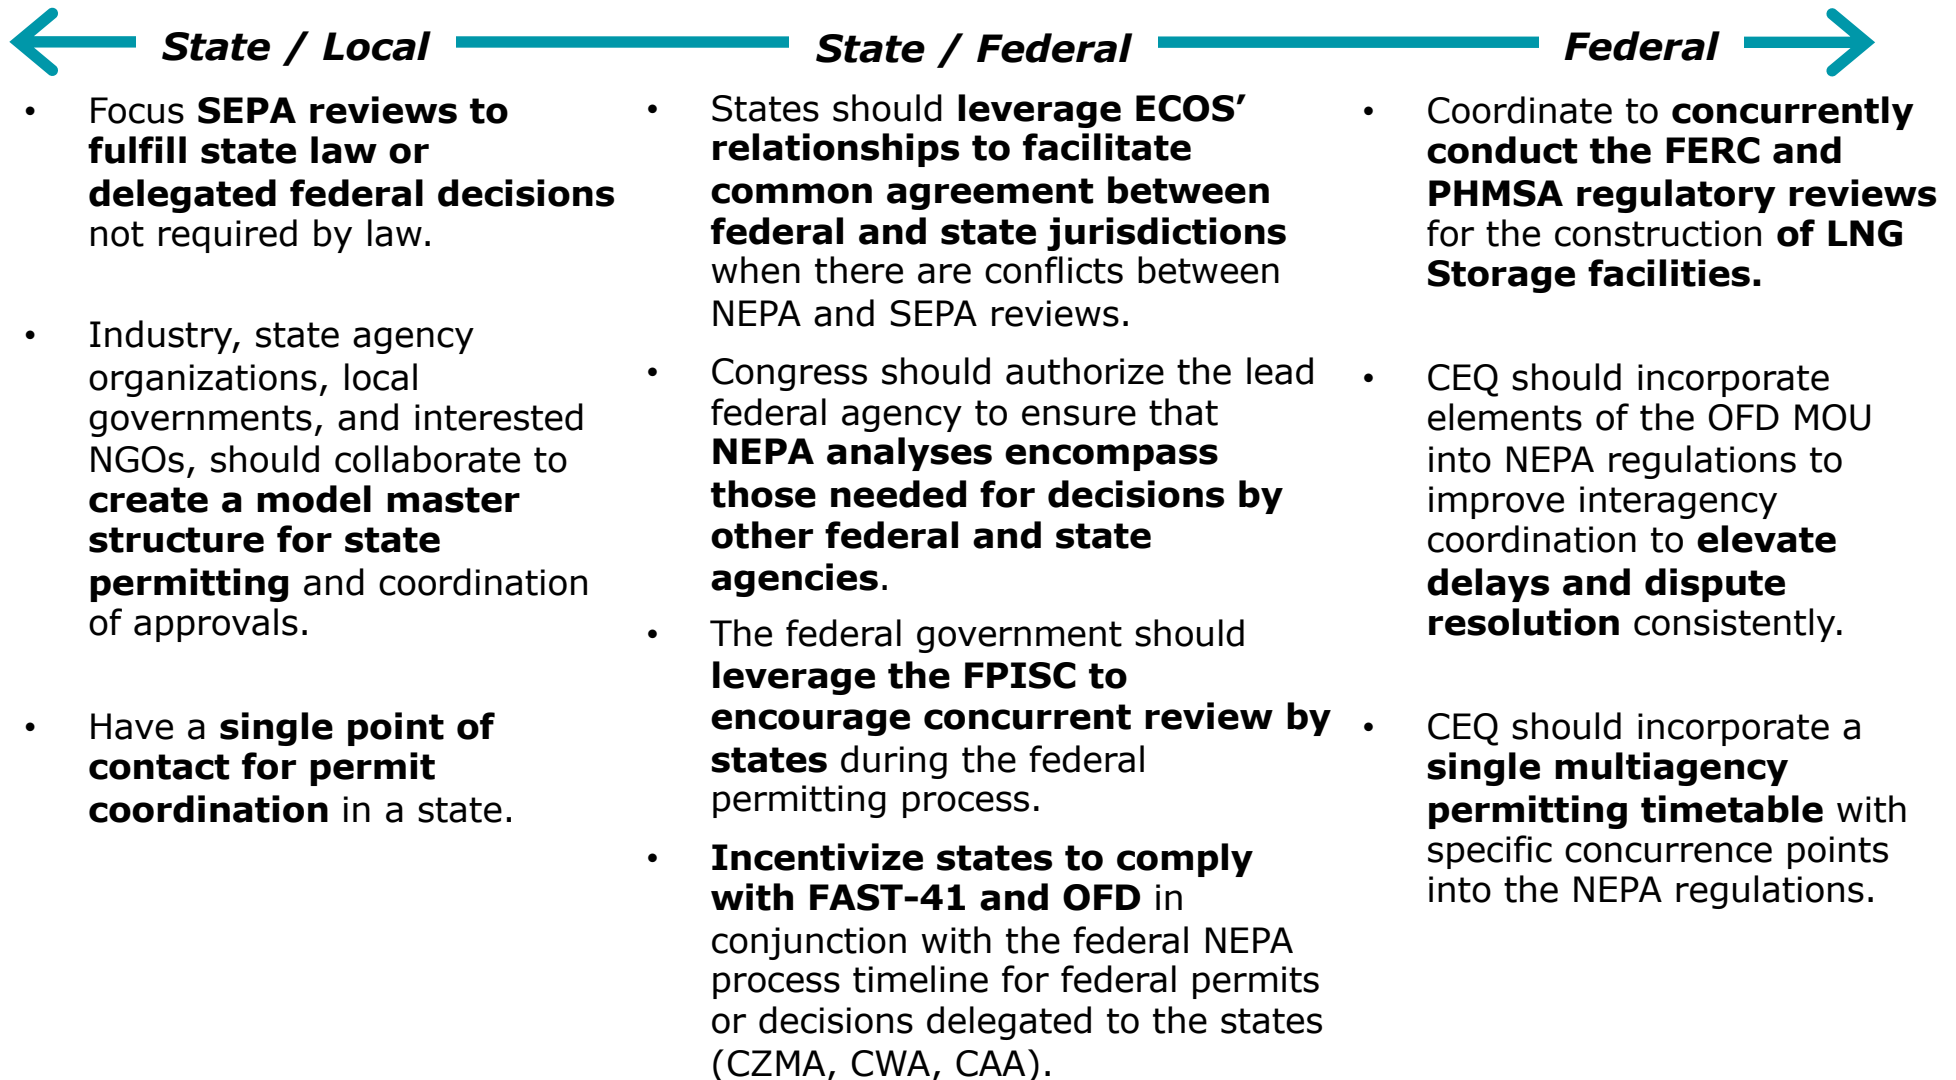 State / Local
State / Federal
Federal
• Focus SEPA reviews to
fulfill state law or
delegated federal decisions
not required by law.
• Industry, state agency
organizations, local
governments, and interested
NGOs, should collaborate to
create a model master
structure for state
permitting and coordination
of approvals.
• Have a single point of
contact for permit
coordination in a state.
• States should leverage ECOS’
relationships to facilitate
common agreement between
federal and state jurisdictions
when there are conflicts between
NEPA and SEPA reviews.
• Congress should authorize the lead
federal agency to ensure that
NEPA analyses encompass
those needed for decisions by
other federal and state
agencies.
• The federal government should
leverage the FPISC to
encourage concurrent review by
states during the federal
permitting process.
• Incentivize states to comply
with FAST-41 and OFD in
conjunction with the federal NEPA
process timeline for federal permits
or decisions delegated to the states
(CZMA, CWA, CAA).
• Coordinate to concurrently
conduct the FERC and
PHMSA regulatory reviews
for the construction of LNG
Storage facilities.
• CEQ should incorporate
elements of the OFD MOU
into NEPA regulations to
improve interagency
coordination to elevate
delays and dispute
resolution consistently.
• CEQ should incorporate a
single multiagency
permitting timetable with
specific concurrence points
into the NEPA regulations.